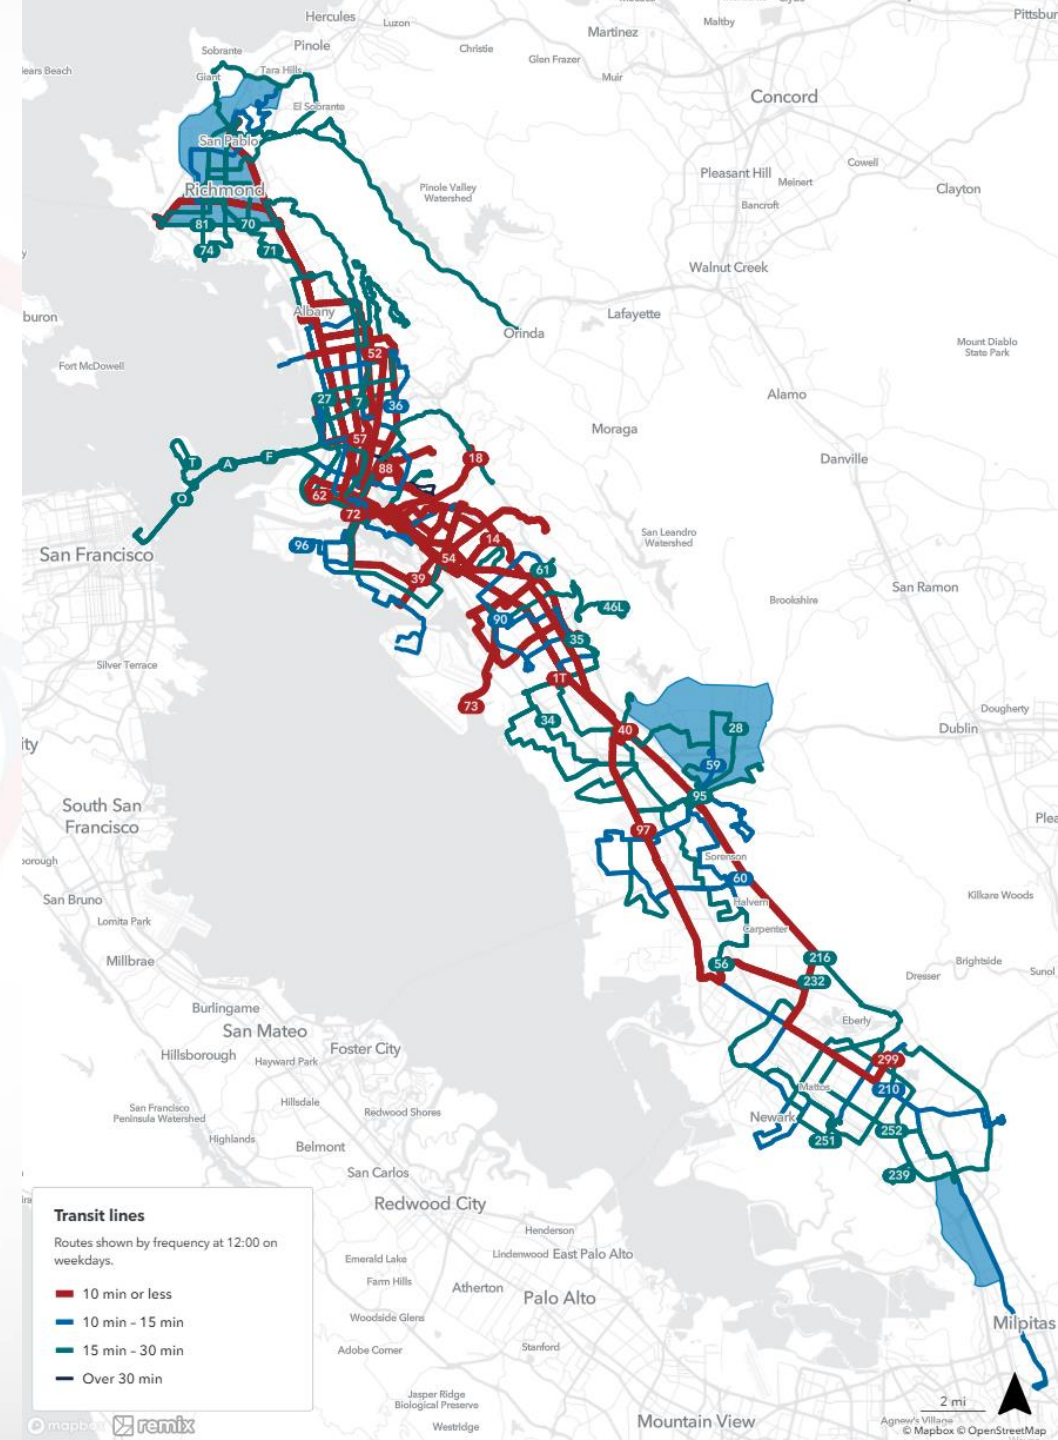 Hercules
Luzon
Maltby
Pittsbur
Martinez
Sobrante
Pinole
Christie
Glen Frazer
Giant
Tara Hills
Muir
ears Beach
Concord
El Sobrante
San Pablo
Cowell
Pleasant Hill
Meinert
Richmond
Pinole Valley
Watershed
Clayton
Bancroft
81
70
74
71
Walnut Creek
buron
Albany
Lafayette
Orinda
Mount Diablo
State Park
52
Fort McDowell
Alamo
27
7
36
Moraga
57
Danville
T
A
F
88
18
O
62
72
San Francisco
96
14
San Leandro
Watershed
54
61
39
San Ramon
46L
Brookshire
90
35
Silver Terrace
1T
73
34
Dougherty
40
28
Dublin
ity
59
95
South San
Francisco
Plea
97
orough
Sorenson
60
San Bruno
Halvern
Kilkare Woods
Lomita Park
Carpenter
Millbrae
216
Brightside
56
Dresser
Sunol
232
Burlingame
San Mateo
Eberly
Foster City
Hillsborough
Hayward Park
299
Mattos
210
Hillsdale
San Francisco
Peninsula Watershed
Redwood Shores
Newark
252
Highlands
251
Belmont
San Carlos
239
Redwood City
Transit lines
Routes shown by frequency at 12:00 on
weekdays.
10 min or less
10 min - 15 min
15 min - 30 min
Over 30 min
Henderson
Emerald Lake
Lindenwood
East Palo Alto
Farm Hills
Atherton
Palo Alto
Woodside Glens
Milpitas
Adobe Corner
Stanford
Jasper Ridge
Biological Preserve
2 mi
Mountain View
Agnew's Village
Westridge
mapbox
remix
© Mapbox © OpenStreetMap